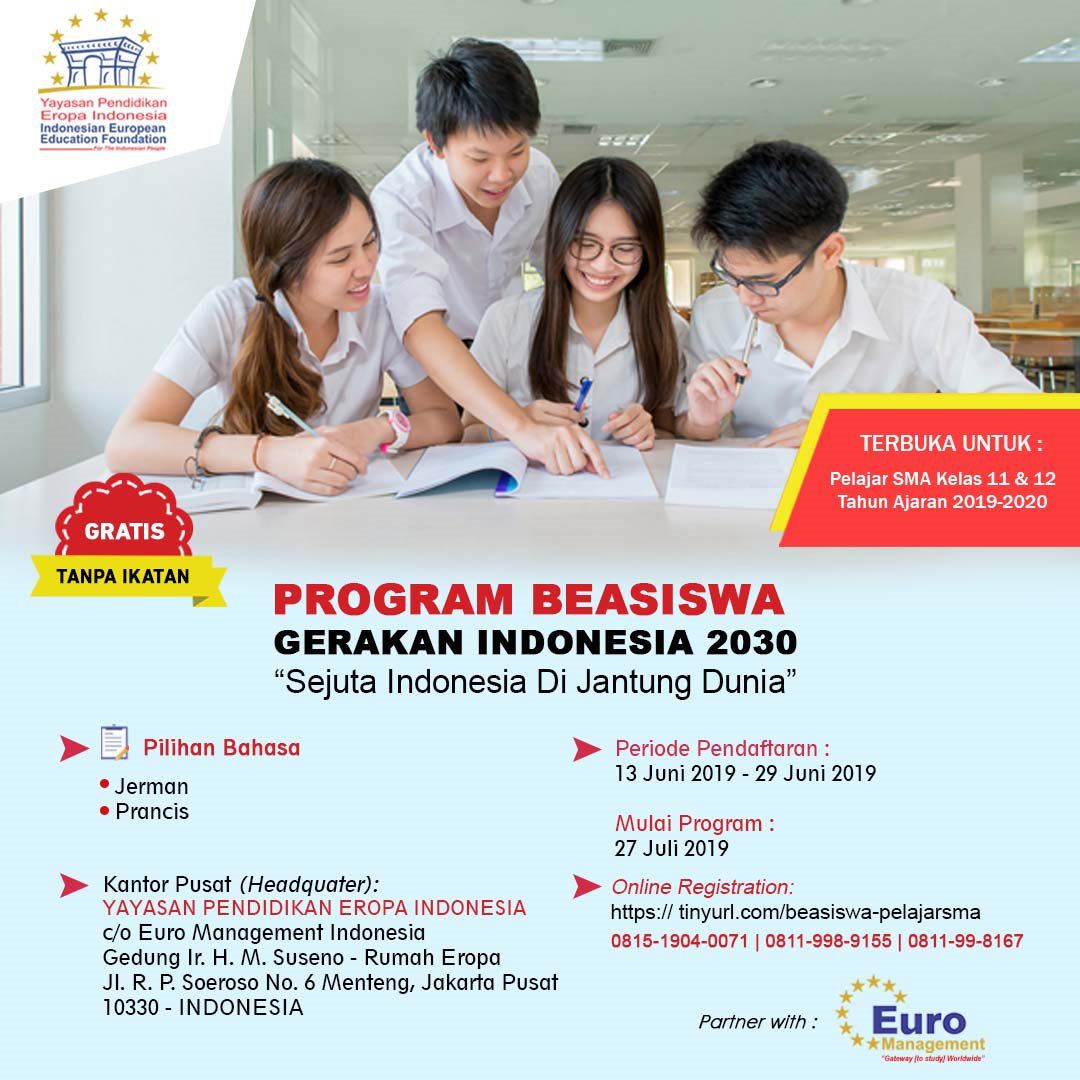 Yayasan Pendidikan
Eropa Indonesia
Indonesian European
Education Foundation
For The Indonesian People
TERBUKA UNTUK :
Pelajar SMA Kelas 11 & 12
Tahun Ajaran 2019-2020
GRATIS
TANPA IKATAN
PROGRAM BEASISWA
GERAKAN INDONESIA 2030
“Sejuta Indonesia Di Jantung Dunia”
Pilihan Bahasa
• Jerman
• Prancis
Periode Pendaftaran :
13 Juni 2019 - 29 Juni 2019
Mulai Program :
27 Juli 2019
Kantor Pusat (Headquater):
YAYASAN PENDIDIKAN EROPA INDONESIA
c/o Euro Management Indonesia
Gedung Ir. H. M. Suseno - Rumah Eropa
Jl. R. P. Soeroso No. 6 Menteng, Jakarta Pusat
10330 - INDONESIA
Online Registration:
https:// tinyurl.com/beasiswa-pelajarsma
0815-1904-0071 | 0811-998-9155 | 0811-99-8167
Partner with :
Euro
Management
"Gateway [to study] Worldwide"